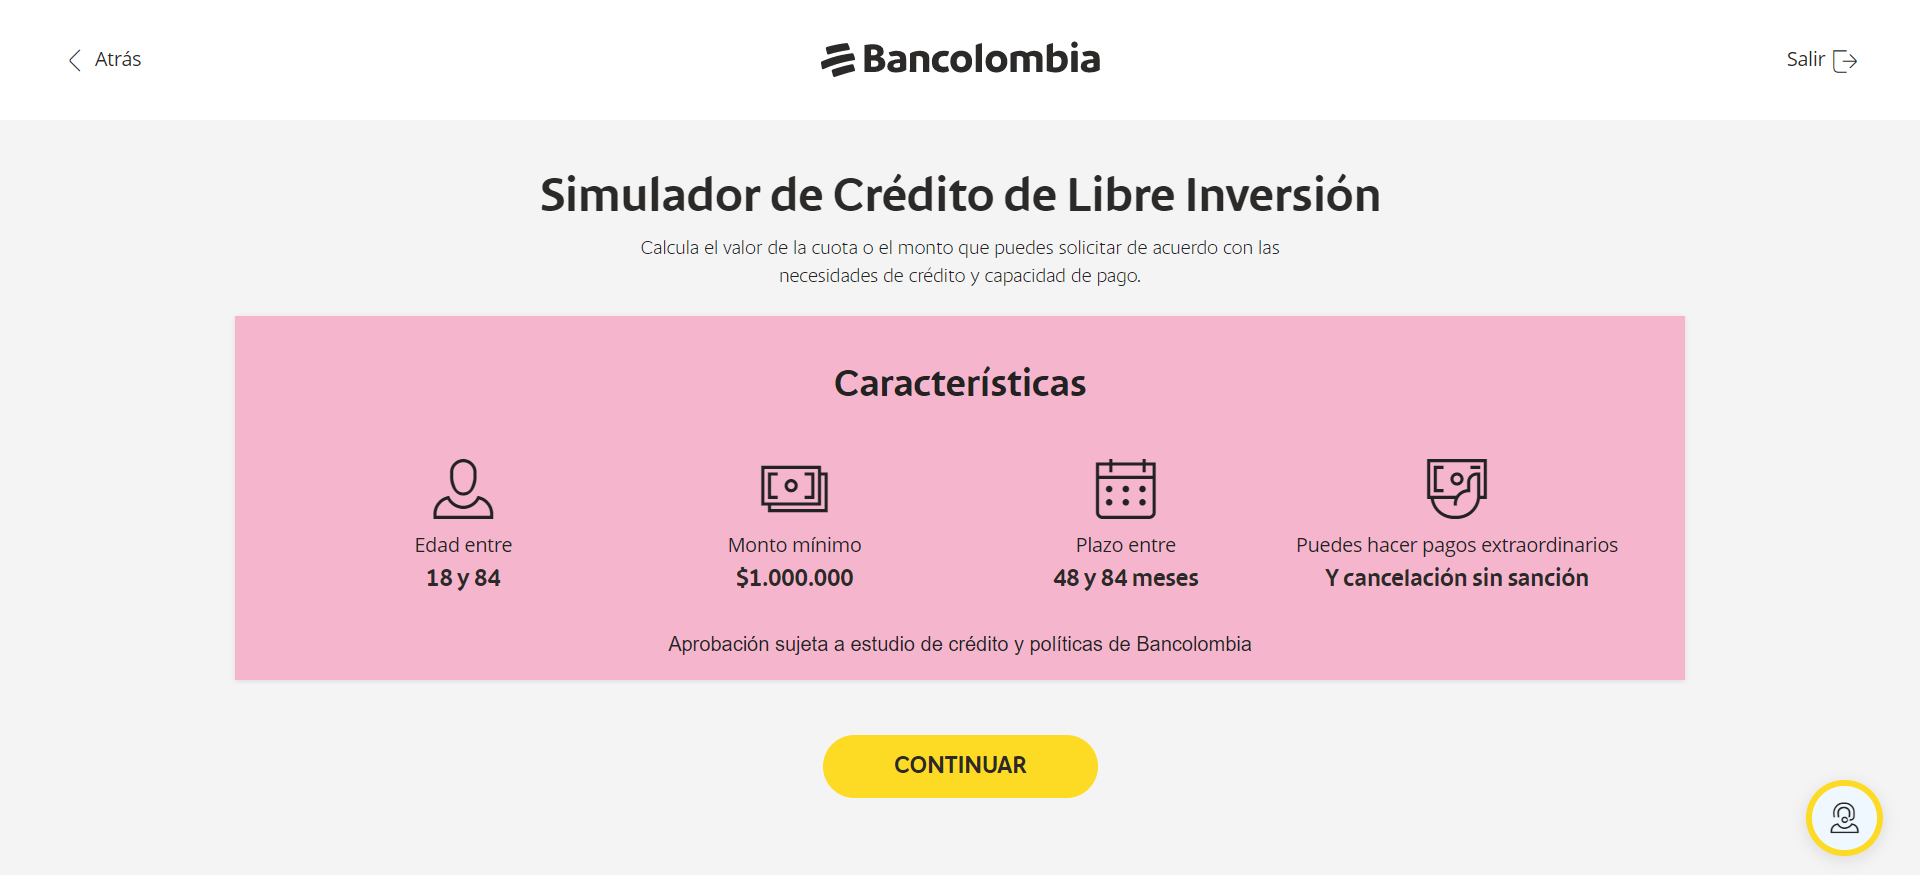 Atrás
Bancolombia
Salir
Simulador de Crédito de Libre Inversión
Calcula el valor de la cuota o el monto que puedes solicitar de acuerdo con las
necesidades de crédito y capacidad de pago.
Características
Edad entre
18 y 84
Monto mínimo
$1.000.000
Plazo entre
48 y 84 meses
Puedes hacer pagos extraordinarios
Y cancelación sin sanción
Aprobación sujeta a estudio de crédito y políticas de Bancolombia
CONTINUAR